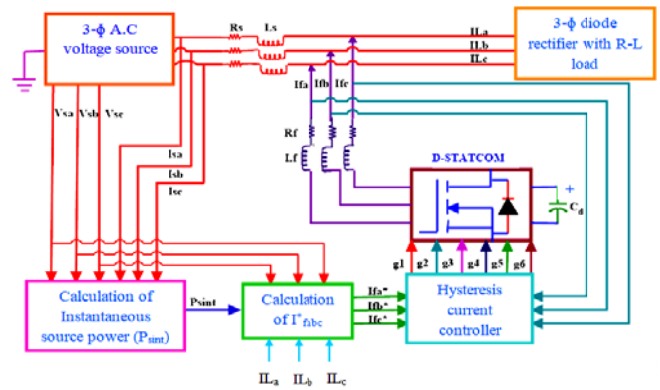 3-ϕ A.C
voltage source
Rs
Ls
ILa
ILb
ILc
3-ϕ diode
rectifier with R-L
load
Ifa
Ifb
Ifc
Vsa
Vsb
Vsc
Isa
Isb
Isc
Rf
Lf
D-STATCOM
+
Cd
g1
g2
g3
g4
g5
g6
Calculation of
Instantaneous
source power (Psint)
Psint
Calculation
of I*fabc
Ifa*
Ifb*
Ifc*
Hysteresis
current
controller
ILa
ILb
ILc